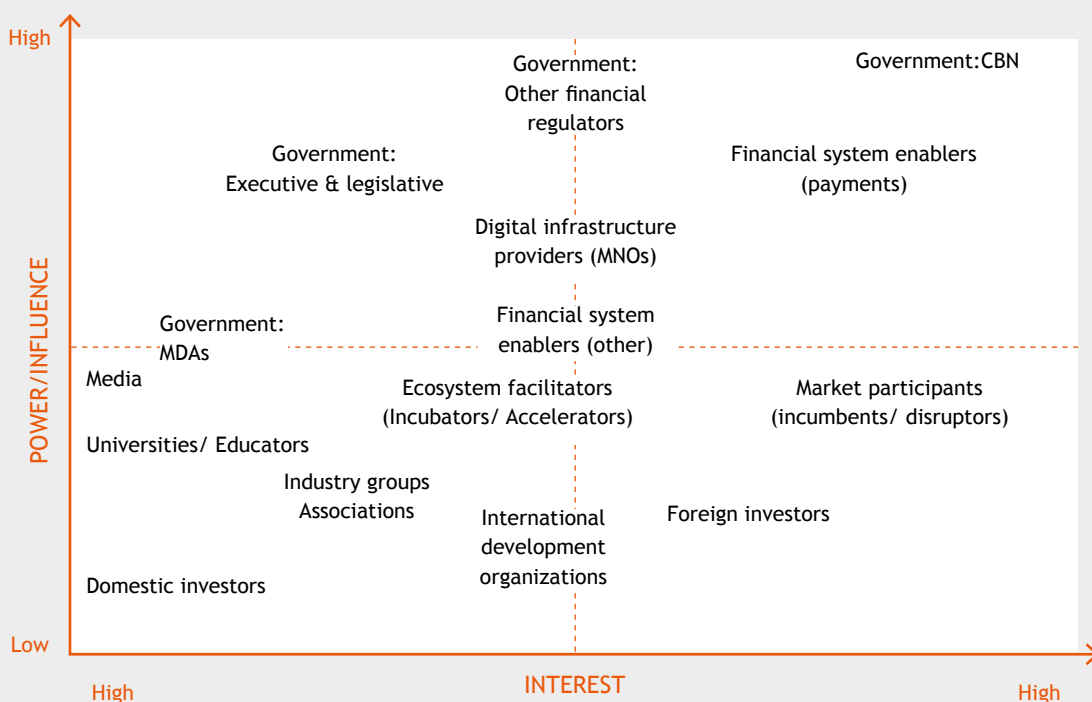 High
Government:
Other financial
regulators
Government:CBN
Government:
Executive & legislative
Financial system enablers
(payments)
Digital infrastructure
providers (MNOs)
POWER/INFLUENCE
Government:
MDAs
Financial system
enablers (other)
Media
Ecosystem facilitators
(Incubators/ Accelerators)
Market participants
(incumbents/ disruptors)
Universities/ Educators
Industry groups
Associations
International
development
organizations
Foreign investors
Domestic investors
Low
High
INTEREST
High